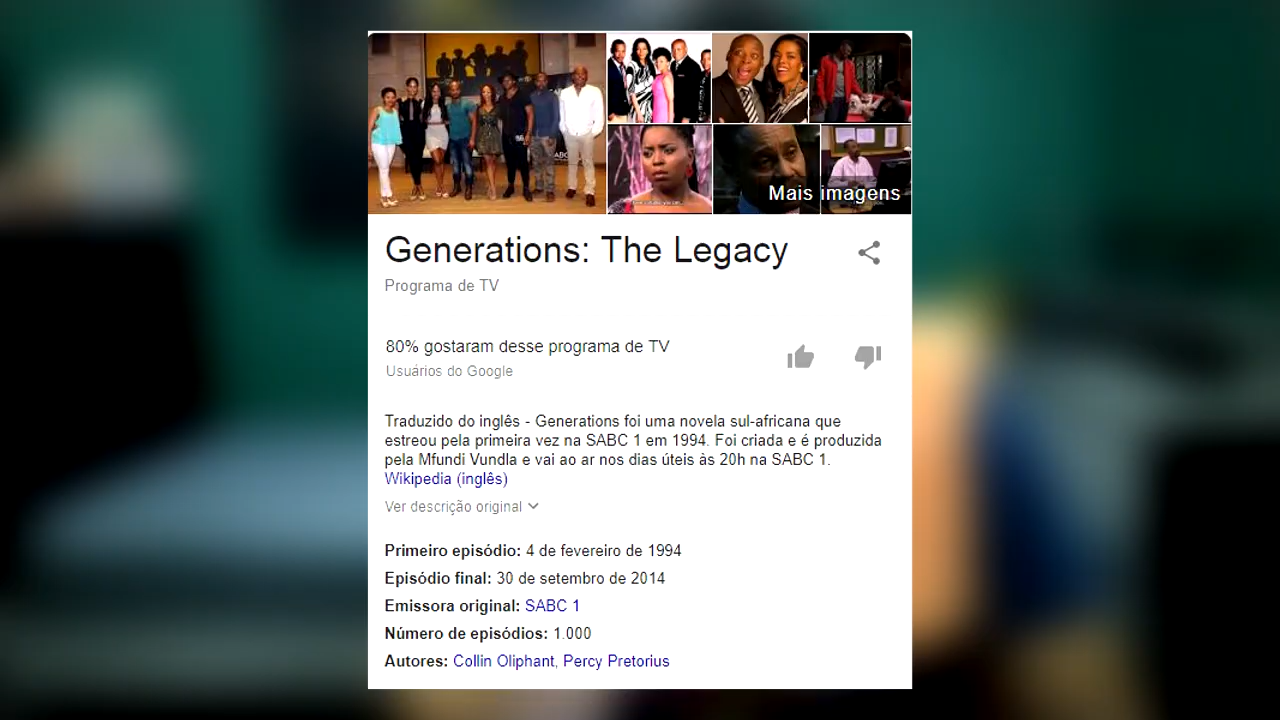 Mais imagens
Generations: The Legacy
Programa de TV
80% gostaram desse programa de TV
Usuários do Google
Traduzido do inglês - Generations foi uma novela sul-africana que
estreou pela primeira vez na SABC 1 em 1994. Foi criada e é produzida
pela Mfundi Vundla e vai ao ar nos dias úteis às 20h na SABC 1.
Wikipedia (inglês)
Ver descrição original
Primeiro episódio: 4 de fevereiro de 1994
Episódio final: 30 de setembro de 2014
Emissora original: SABC 1
Número de episódios: 1.000
Autores: Collin Oliphant, Percy Pretorius